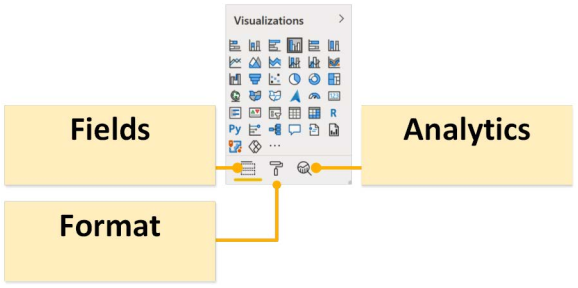 Visualizations
R
Py
Fields
Analytics
Format